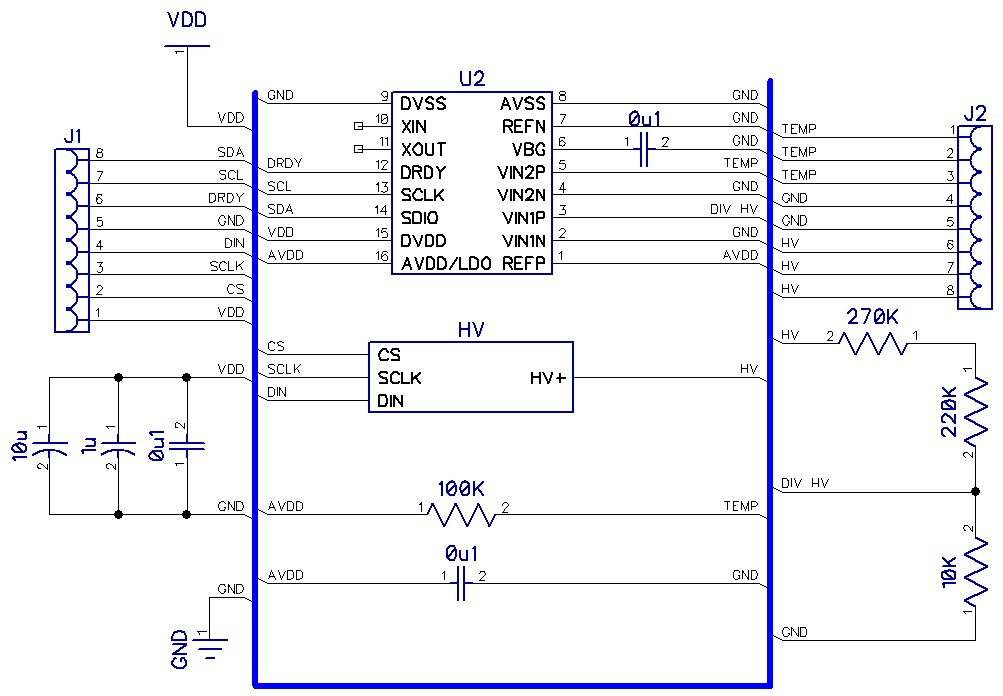 VDD
1
U2
GND 9 DVSS AVSS 8 GND
VDD 10 XIN REFN 7 0u1 GND
J1 J2
11 XOUT VBG 6 1 2 GND TEMP 1
8 SDA DRDY 12 DRDY VIN2P 5 TEMP TEMP 2
7 SCL SCL 13 SCLK VIN2N 4 GND TEMP 3
6 DRDY SDA 14 SDIO VIN1P 3 DIV HV GND 4
5 GND VDD 15 DVDD VIN1N 2 GND GND 5
4 DIN AVDD 16 AVDD/LDO REFP 1 AVDD HV 6
3 SCLK HV 7
2 CS HV 8
1 VDD
HV
270K
HV 2 1
CS CS
VDD SCLK SCLK HV+ HV
DIN DIN
1 1 2
10u 1u 0u1
2 2 1
1
220K
2
100K
DIV HV
GND AVDD 1 2 TEMP
0u1
AVDD 1 2 GND
2
10K
1
GND
1
GND
GND